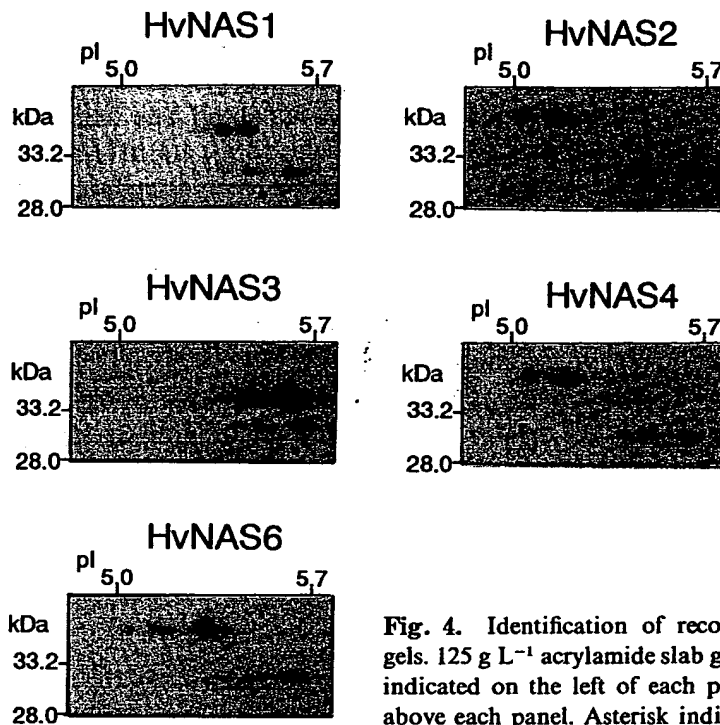 HvNAS1
pI 5.0 5.7
kDa
33.2
28.0
HvNAS2
pI 5.0 5.7
kDa
33.2
28.0
HvNAS3
pI 5.0 5.7
kDa
33.2
28.0
HvNAS4
pI 5.0 5.7
kDa
33.2
28.0
HvNAS6
pI 5.0 5.7
kDa
33.2
28.0
Fig. 4. Identification of reco
gels. 125 g L⁻¹ acrylamide slab g
indicated on the left of each p
above each panel. Asterisk indi